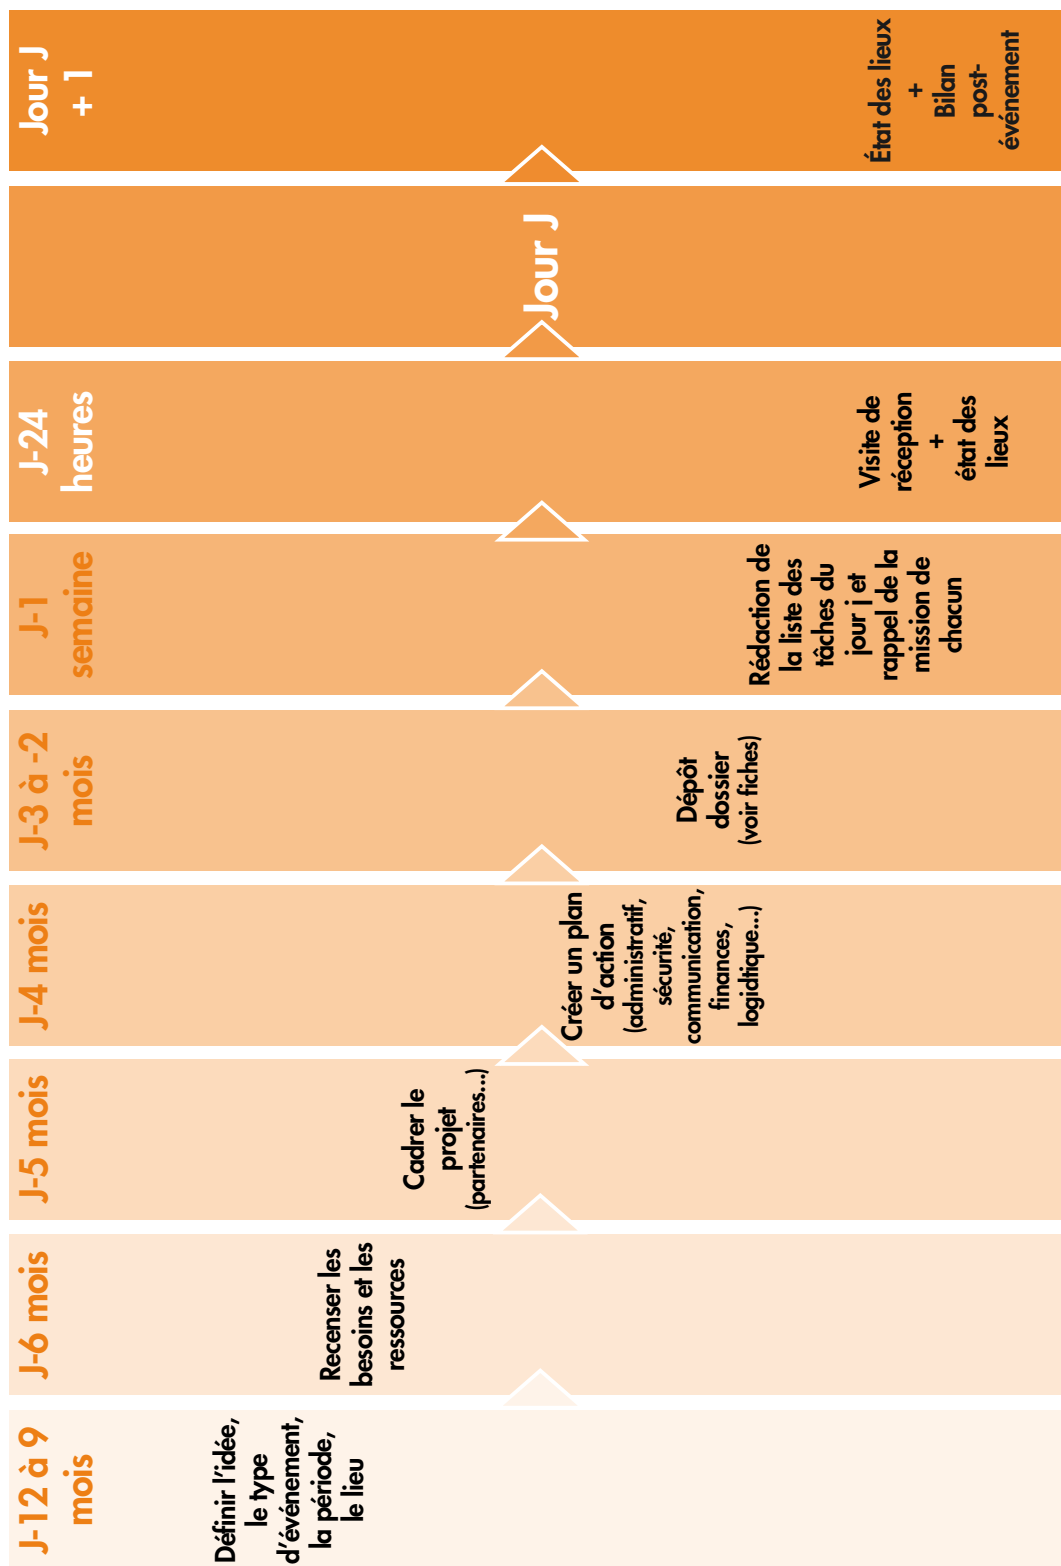 J-12 à 9
mois
Définir l'idée,
le type
d'événement,
la période,
le lieu
J-6 mois
Recenser les
besoins et les
ressources
J-5 mois
Cadrer le
projet
(partenaires...)
J-4 mois
Créer un plan
d'action
(administratif,
sécurité,
communication,
finances,
logidtique...)
J-3 à -2
mois
Dépôt
dossier
(voir fiches)
J-1
semaine
Rédaction de
la liste des
tâches du
jour j et
rappel de la
mission de
chacun
J-24
heures
Visite de
réception
+
état des
lieux
Jour J
Jour J
+ 1
État des lieux
+
Bilan
post-
événement